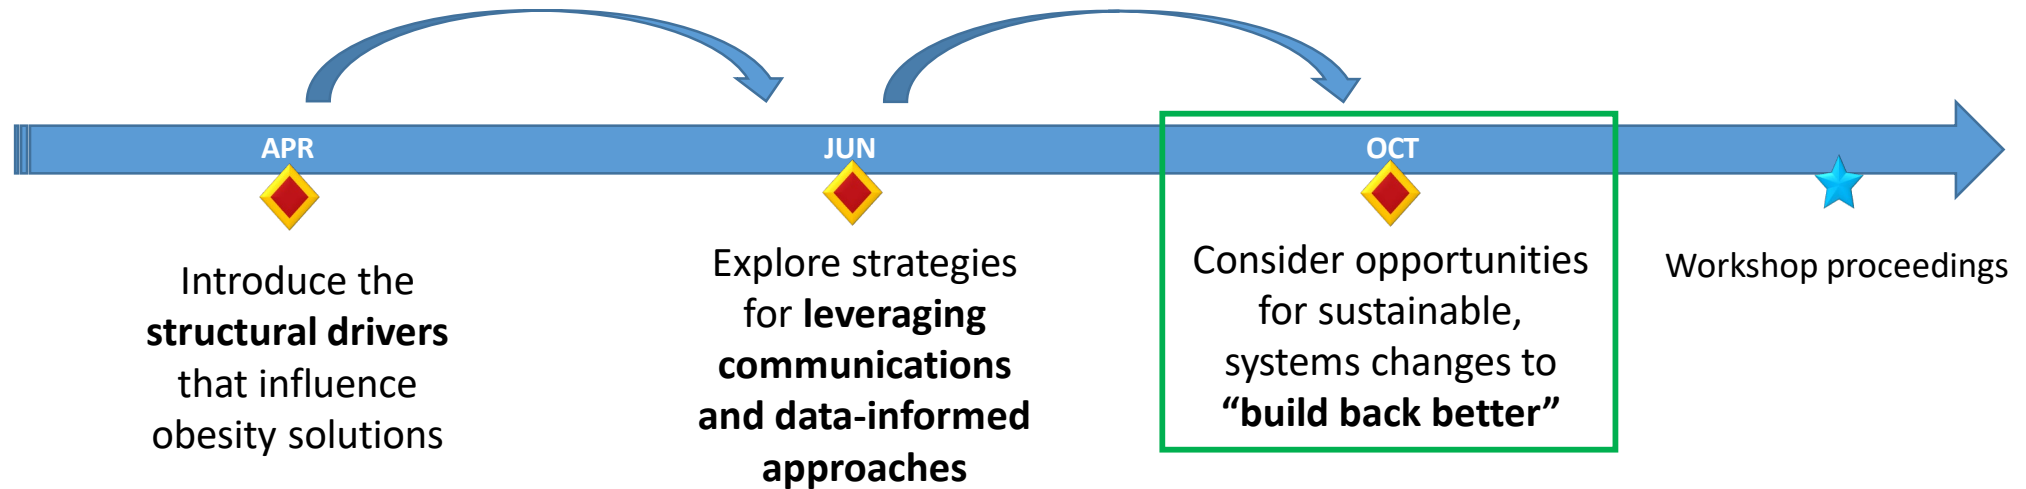 APR
JUN
OCT
Introduce the
structural drivers
that influence
obesity solutions
Explore strategies
for leveraging
communications
and data-informed
approaches
Consider opportunities
for sustainable,
systems changes to
“build back better”
Workshop proceedings